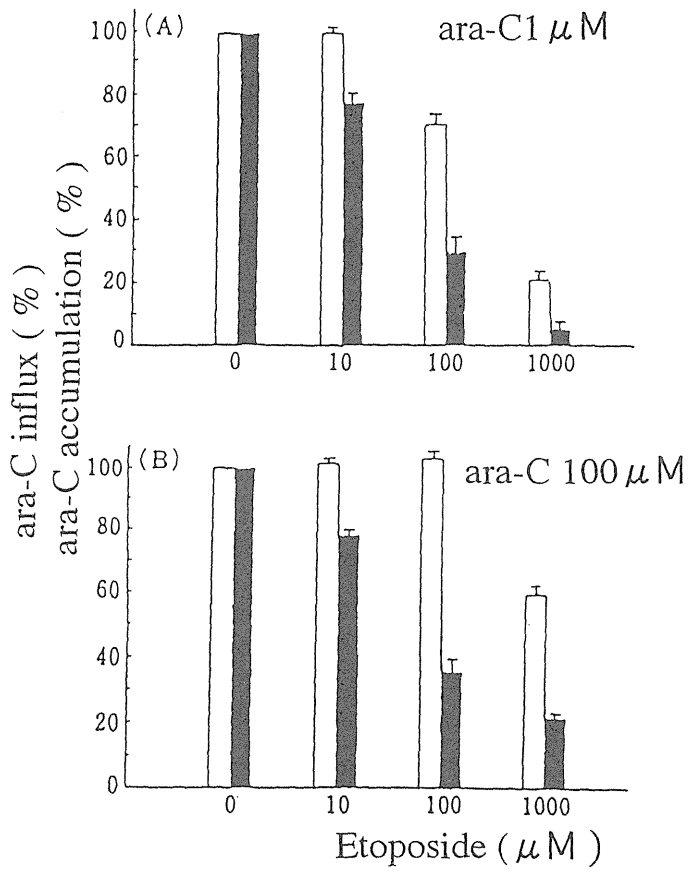 (A)
ara-C1 μM
100
80
60
40
20
0
0 10 100 1000
ara-C influx ( % )
ara-C accumulation ( % )
(B)
ara-C 100 μM
100
80
60
40
20
0
0 10 100 1000
Etoposide ( μM )